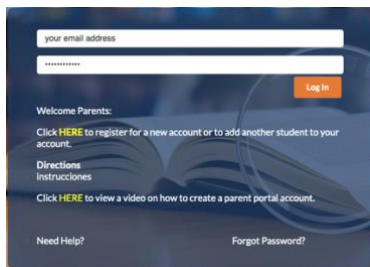 your email address
************
Log In
Welcome Parents:
Click HERE to register for a new account or to add another student to your
account.
Directions
instrucciones
Click HERE to view a video on how to create a parent portal account.
Need Help?
Forgot Password?